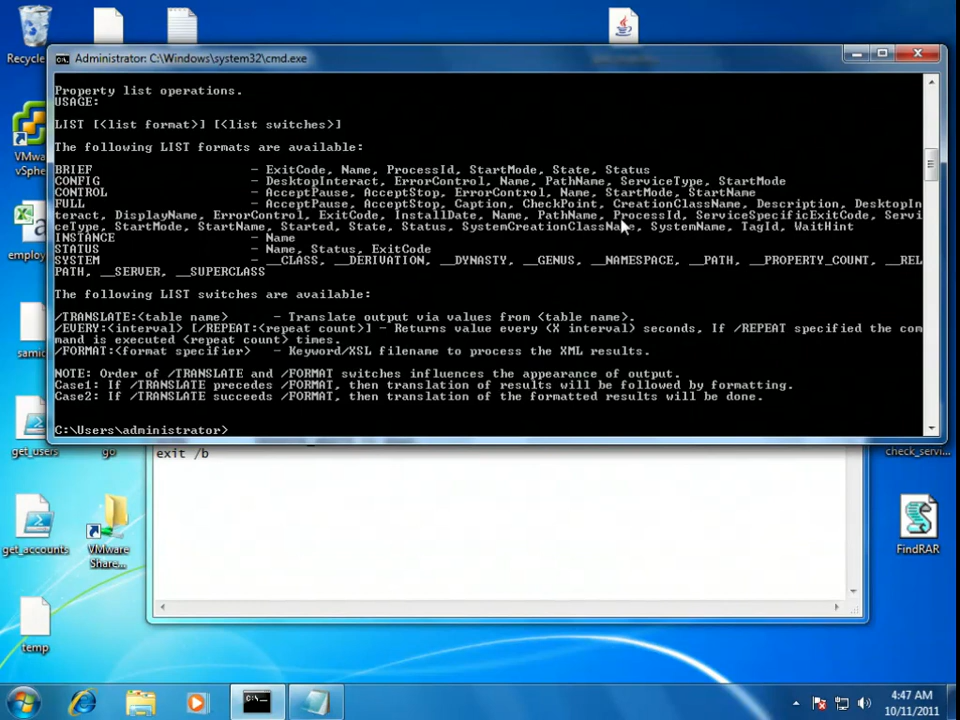 Recycle
Administrator: C:\Windows\system32\cmd.exe
Property list operations.
USAGE:
LIST [<list format>] [<list switches>]
The following LIST formats are available:
BRIEF - ExitCode, Name, ProcessId, StartMode, State, Status
CONFIG - DesktopInteract, ErrorControl, Name, PathName, ServiceType, StartMode
CONTROL - AcceptPause, AcceptStop, ErrorControl, Name, StartMode, StartName
FULL - AcceptPause, AcceptStop, Caption, CheckPoint, CreationClassName, Description, DesktopIn
teract, DisplayName, ErrorControl, ExitCode, InstallDate, Name, PathName, ProcessId, ServiceSpecificExitCode, Servi
ceType, StartMode, StartName, Started, State, Status, SystemCreationClassName, SystemName, TagId, WaitHint
INSTANCE - Name
STATUS - Name, Status, ExitCode
SYSTEM - __CLASS, __DERIVATION, __DYNASTY, __GENUS, __NAMESPACE, __PATH, __PROPERTY_COUNT, __REL
PATH, __SERVER, __SUPERCLASS
The following LIST switches are available:
/TRANSLATE:<table name> - Translate output via values from <table name>.
/EVERY:<interval> [/REPEAT:<repeat count>] - Returns value every (X interval) seconds, If /REPEAT specified the com
mand is executed <repeat count> times.
/FORMAT:<format specifier> - Keyword/XSL filename to process the XML results.
NOTE: Order of /TRANSLATE and /FORMAT switches influences the appearance of output.
Case1: If /TRANSLATE precedes /FORMAT, then translation of results will be followed by formatting.
Case2: If /TRANSLATE succeeds /FORMAT, then translation of the formatted results will be done.
C:\Users\administrator>
VMw
vSphe
employ
samic
get_users
go
exit /b
check_servi...
get_accounts
VMware
Share...
FindRAR
temp
C:\.
4:47 AM
10/11/2011